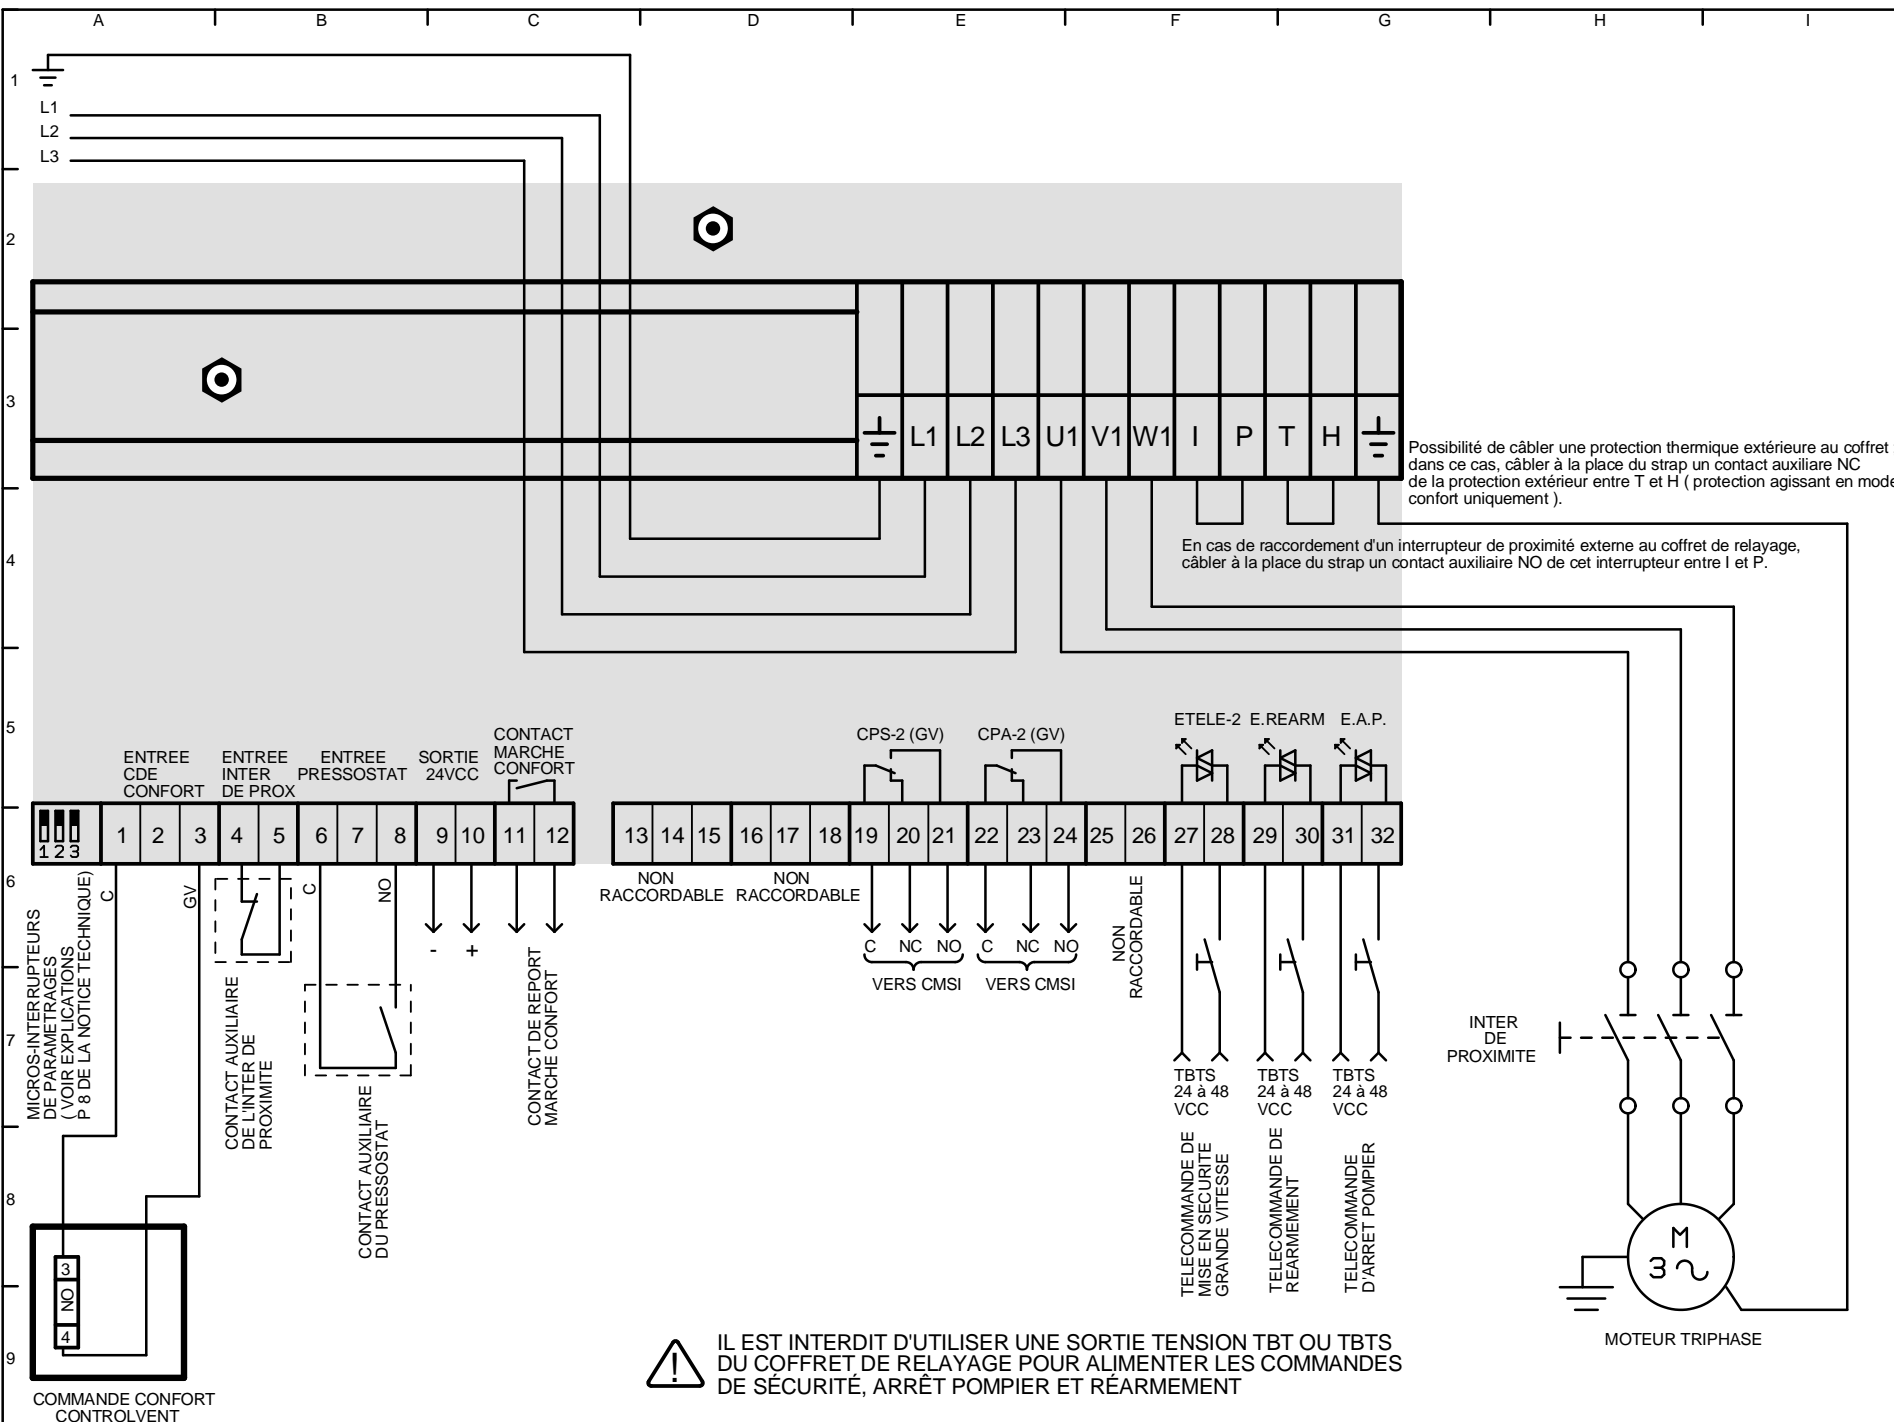 A B C D E F G H I
1
L1
L2
L3
2
3
L1 L2 L3 U1 V1 W1 I P T H
Possibilité de câbler une protection thermique extérieure au coffret
dans ce cas, câbler à la place du strap un contact auxiliare NC
de la protection extérieur entre T et H ( protection agissant en mode
confort uniquement ).
4
En cas de raccordement d'un interrupteur de proximité externe au coffret de relayage,
câbler à la place du strap un contact auxiliaire NO de cet interrupteur entre I et P.
5
ENTREE
CDE
CONFORT
ENTREE
INTER
DE PROX
ENTREE
PRESSOSTAT
SORTIE
24VCC
CONTACT
MARCHE
CONFORT
CPS-2 (GV)
CPA-2 (GV)
ETELE-2
E.REARM
E.A.P.
1 2 3
1 2 3 4 5 6 7 8 9 10 11 12
13 14 15 16 17 18 19 20 21 22 23 24 25 26 27 28 29 30 31 32
6
MICROS-INTERRUPTEURS
DE PARAMETRAGES
( VOIR EXPLICATIONS
P 8 DE LA NOTICE TECHNIQUE)
C
GV
C
NO
-
+
NON
RACCORDABLE
NON
RACCORDABLE
C NC NO
VERS CMSI
C NC NO
VERS CMSI
NON
RACCORDABLE
7
CONTACT AUXILIAIRE
DE L'INTER DE
PROXIMITE
CONTACT AUXILIAIRE
DU PRESSOSTAT
CONTACT DE REPORT
MARCHE CONFORT
TBTS
24 à 48
VCC
TBTS
24 à 48
VCC
TBTS
24 à 48
VCC
INTER
DE
PROXIMITE
8
TELECOMMANDE DE
MISE EN SECURITE
GRANDE VITESSE
TELECOMMANDE DE
REARMEMENT
TELECOMMANDE
D'ARRET POMPIER
3
NO
4
M
3
MOTEUR TRIPHASE
9
COMMANDE CONFORT
CONTROLVENT
!
IL EST INTERDIT D'UTILISER UNE SORTIE TENSION TBT OU TBTS
DU COFFRET DE RELAYAGE POUR ALIMENTER LES COMMANDES
DE SÉCURITÉ, ARRÊT POMPIER ET RÉARMEMENT